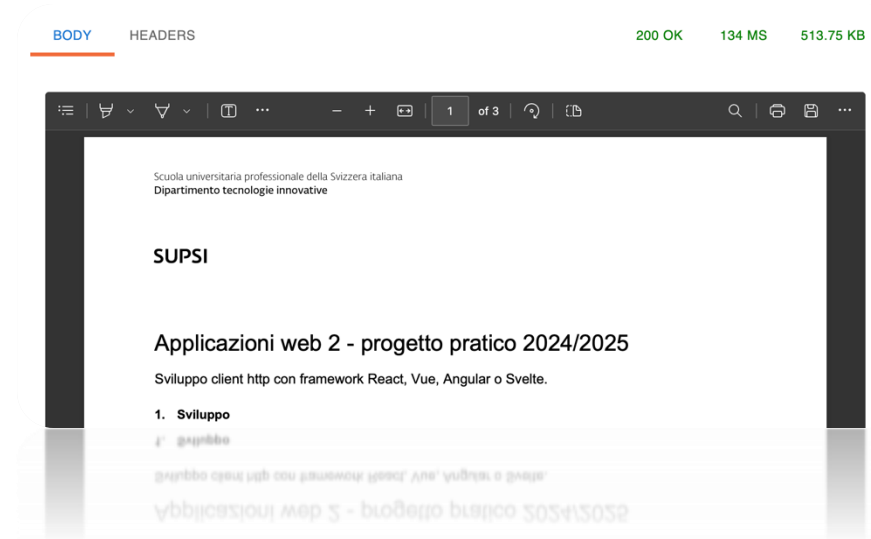 BODY HEADERS 200 OK 134 MS 513.75 KB
1 of 3
Scuola universitaria professionale della Svizzera italiana
Dipartimento tecnologie innovative
SUPSI
Applicazioni web 2 - progetto pratico 2024/2025
Sviluppo client http con framework React, Vue, Angular o Svelte.
1. Sviluppo